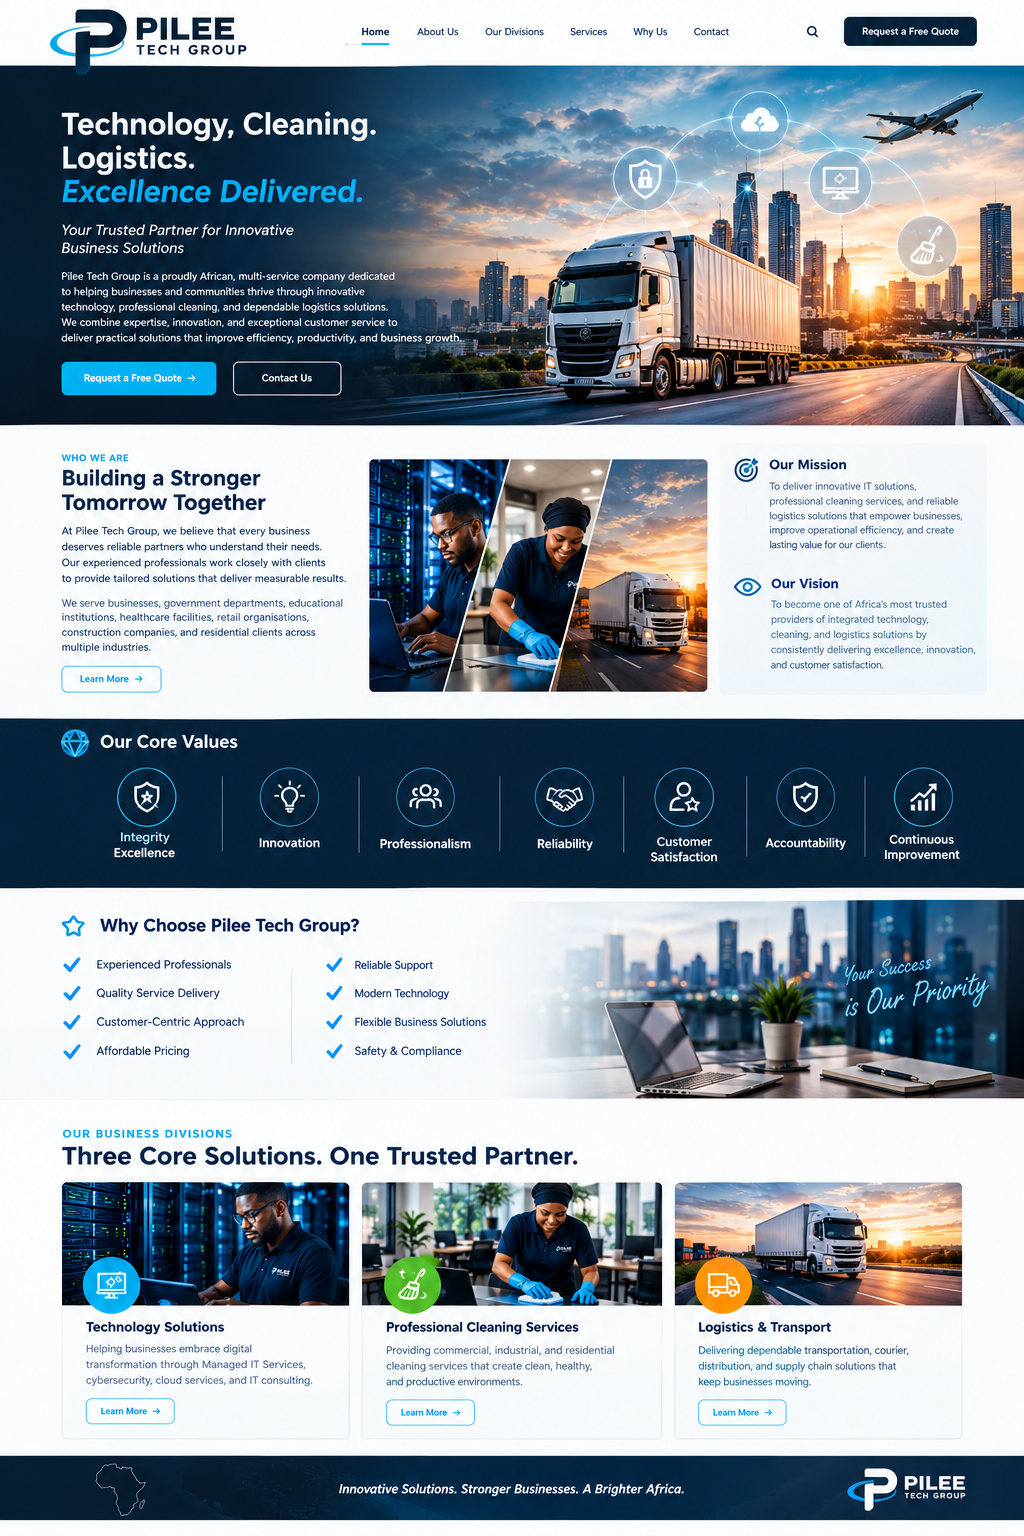 PILEE
TECH GROUP
Home
About Us
Our Divisions
Services
Why Us
Contact
Request a Free Quote
Technology, Cleaning.
Logistics.
Excellence Delivered.
Your Trusted Partner for Innovative
Business Solutions
Pilee Tech Group is a proudly African, multi-service company dedicated
to helping businesses and communities thrive through innovative
technology, professional cleaning, and dependable logistics solutions.
We combine expertise, innovation, and exceptional customer service to
deliver practical solutions that improve efficiency, productivity, and business growth.
Request a Free Quote →
Contact Us
WHO WE ARE
Building a Stronger
Tomorrow Together
At Pilee Tech Group, we believe that every business
deserves reliable partners who understand their needs.
Our experienced professionals work closely with clients
to provide tailored solutions that deliver measurable results.
We serve businesses, government departments, educational
institutions, healthcare facilities, retail organisations,
construction companies, and residential clients across
multiple industries.
Learn More →
Our Mission
To deliver innovative IT solutions,
professional cleaning services, and reliable
logistics solutions that empower businesses,
improve operational efficiency, and create
lasting value for our clients.
Our Vision
To become one of Africa's most trusted
providers of integrated technology,
cleaning, and logistics solutions by
consistently delivering excellence, innovation,
and customer satisfaction.
Our Core Values
Integrity
Excellence
Innovation
Professionalism
Reliability
Customer
Satisfaction
Accountability
Continuous
Improvement
Why Choose Pilee Tech Group?
Experienced Professionals
Quality Service Delivery
Customer-Centric Approach
Affordable Pricing
Reliable Support
Modern Technology
Flexible Business Solutions
Safety & Compliance
Your Success
is Our Priority
OUR BUSINESS DIVISIONS
Three Core Solutions. One Trusted Partner.
PILEE
PILEE
Technology Solutions
Helping businesses embrace digital
transformation through Managed IT Services,
cybersecurity, cloud services, and IT consulting.
Learn More →
Professional Cleaning Services
Providing commercial, industrial, and residential
cleaning services that create clean, healthy,
and productive environments.
Learn More →
Logistics & Transport
Delivering dependable transportation, courier,
distribution, and supply chain solutions that
keep businesses moving.
Learn More →
Innovative Solutions. Stronger Businesses. A Brighter Africa.
PILEE
TECH GROUP